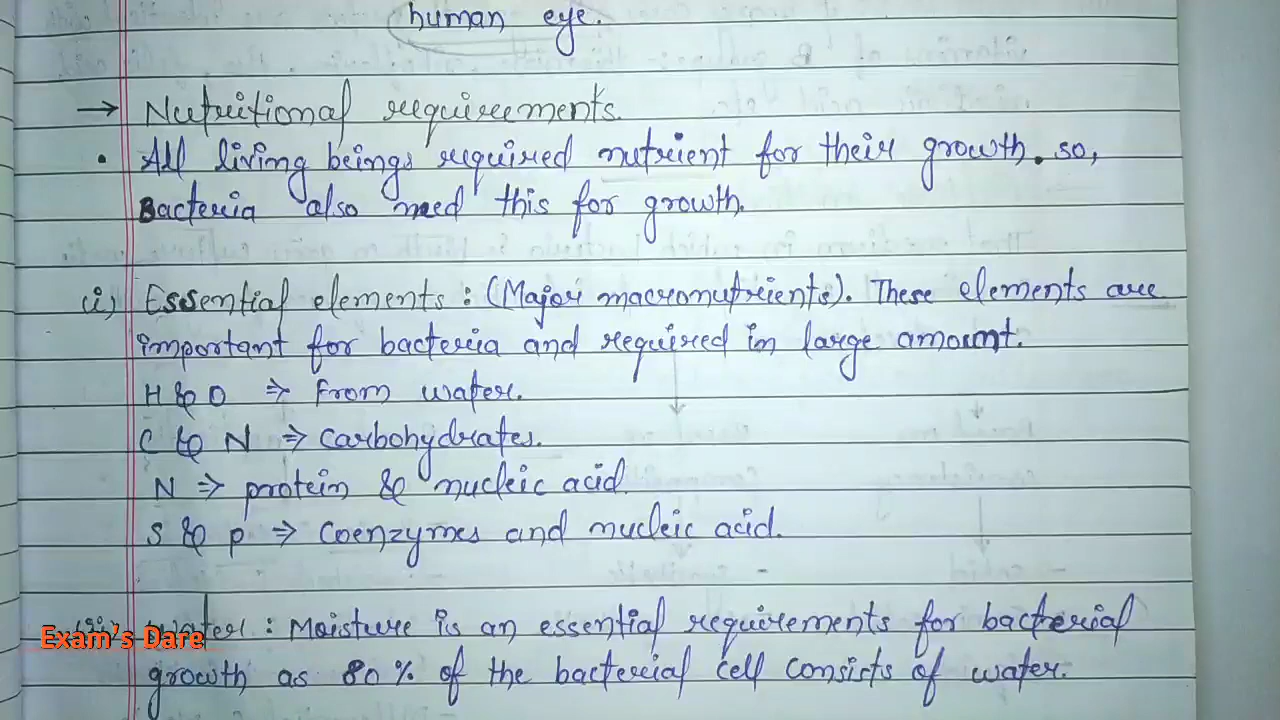 human eye.
→ Nutritional requirements.
• All living beings required nutrient for their growth. so,
Bacteria also need this for growth.
(i) Essential elements : (Major macronutrients). These elements are
important for bacteria and required in large amount.
H & O ⇒ From water.
C & N ⇒ carbohydrates.
N ⇒ protein & nucleic acid.
S & P ⇒ Coenzymes and nucleic acid.
water : Moisture is an essential requirements for bacterial
Exam's Dare
growth as 80% of the bacterial cell consists of water.